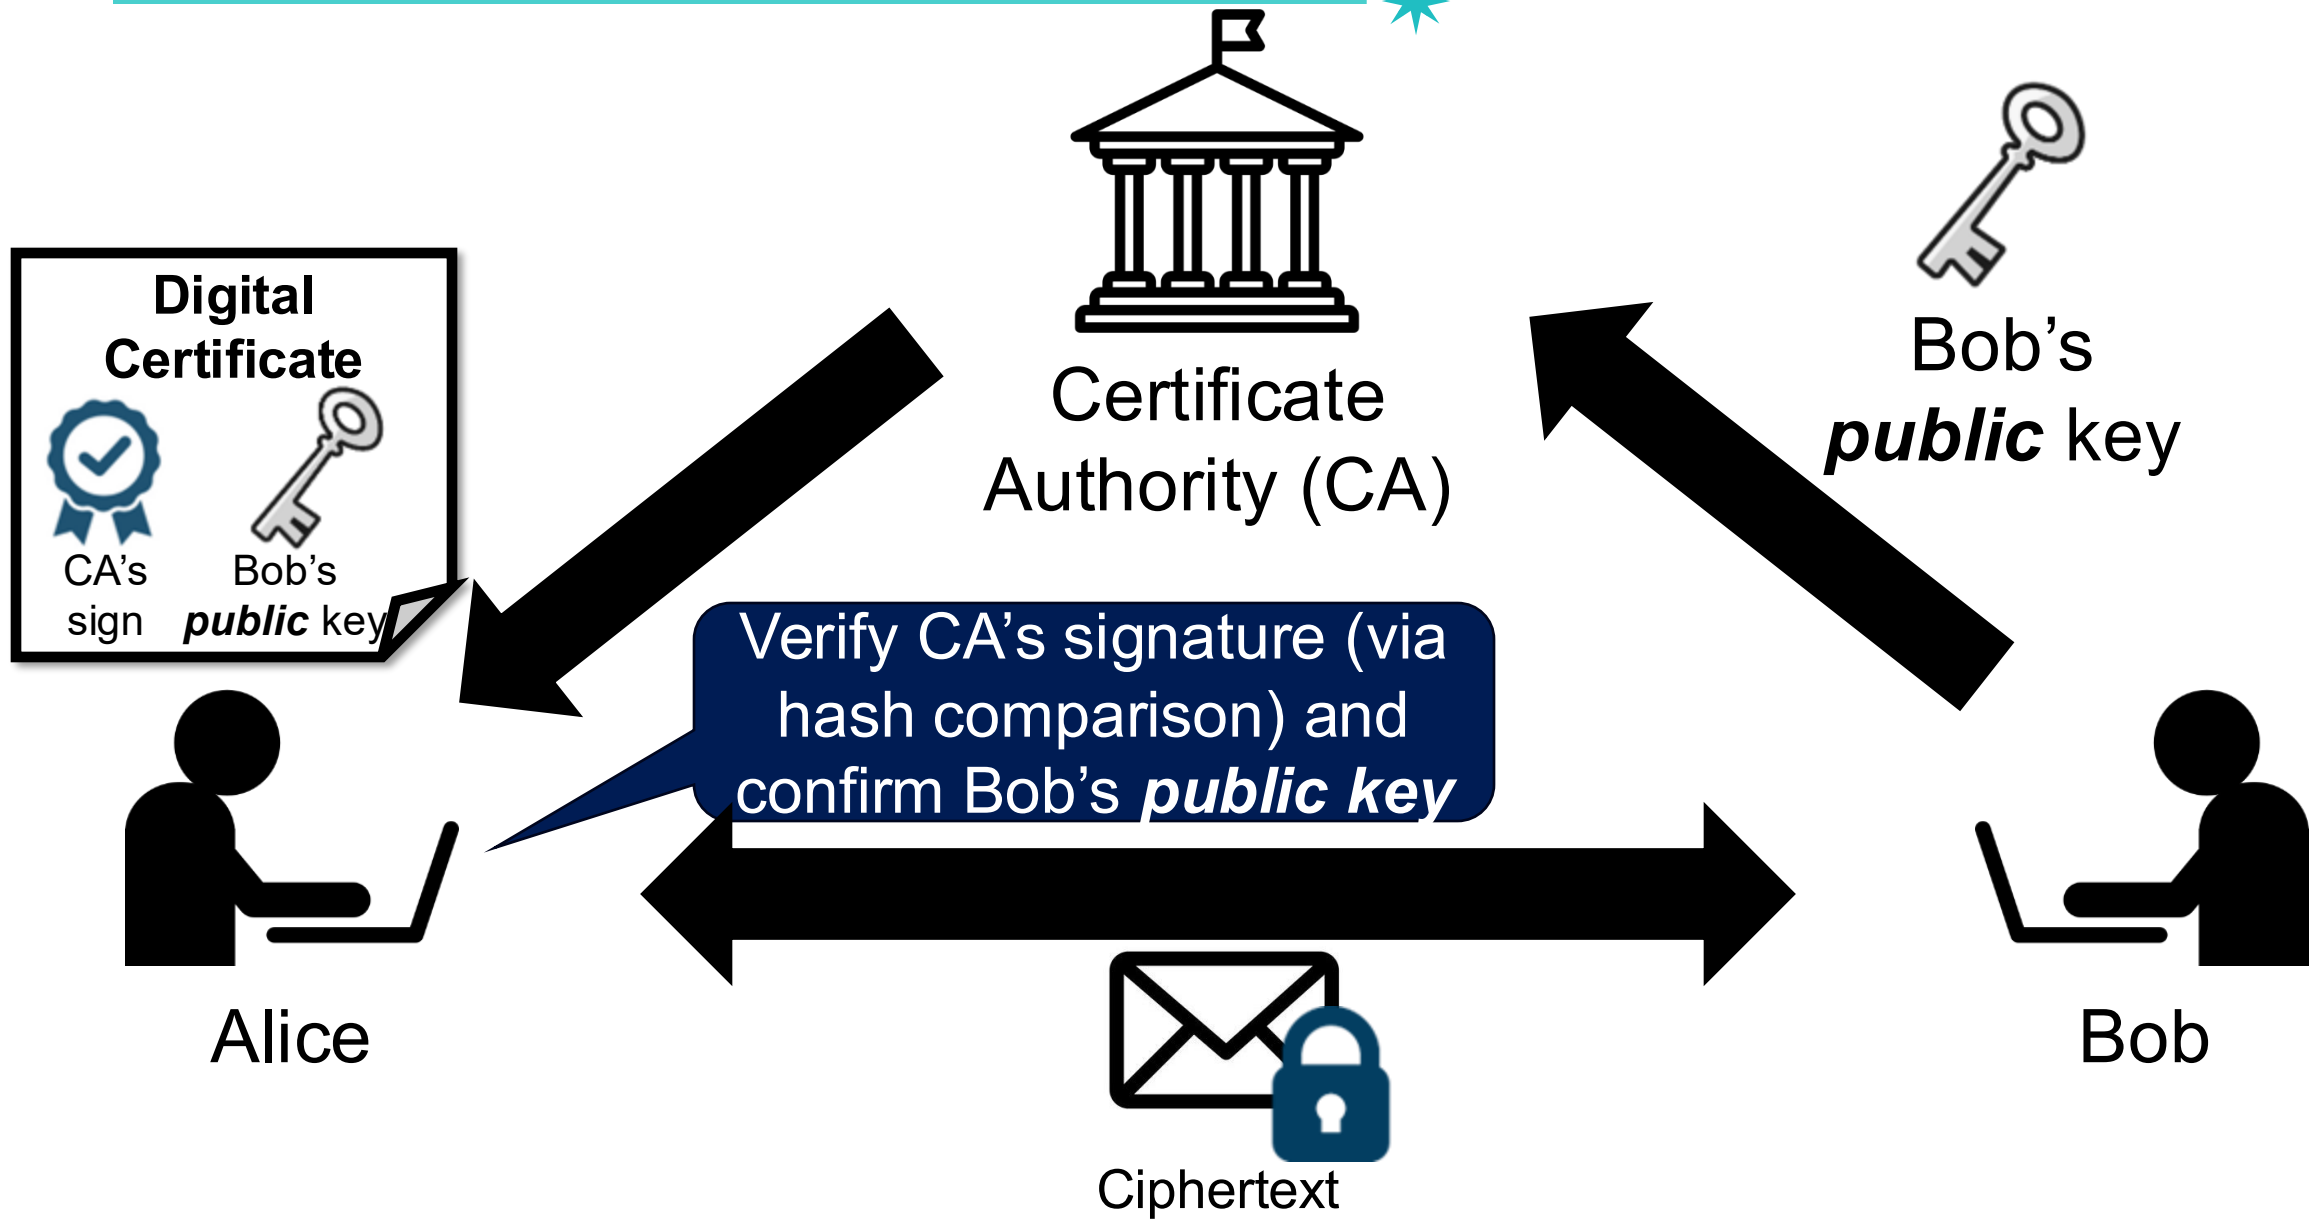 Digital
Certificate
CA’s
sign
Bob’s
public key
Certificate
Authority (CA)
Bob’s
public key
Verify CA’s signature (via
hash comparison) and
confirm Bob’s public key
Alice
Bob
Ciphertext